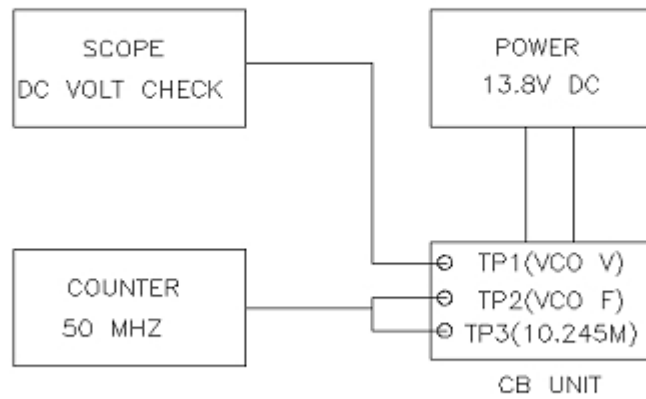 SCOPE
DC VOLT CHECK
POWER
13.8V DC
COUNTER
50 MHZ
TP1(VCO V)
TP2(VCO F)
TP3(10.245M)
CB UNIT